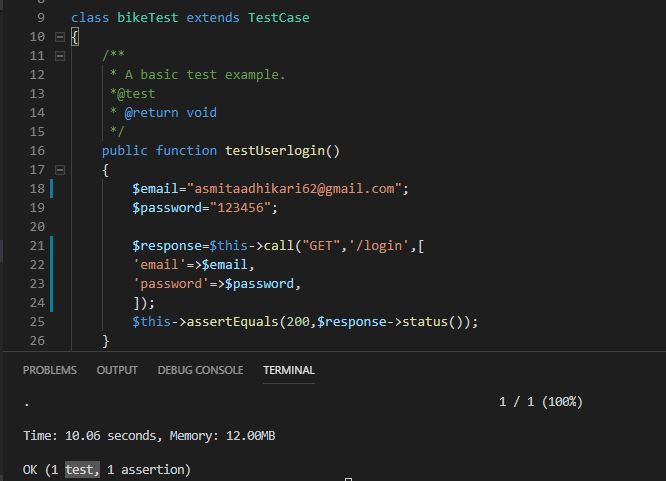 9 class bikeTest extends TestCase
10 {
11 /**
12 * A basic test example.
13 *@test
14 * @return void
15 */
16 public function testUserlogin()
17 {
18 $email="asmitaadhikari62@gmail.com";
19 $password="123456";
20
21 $response=$this->call("GET",'/login',[
22 'email'=>$email,
23 'password'=>$password,
24 ]);
25 $this->assertEquals(200,$response->status());
26 }
PROBLEMS OUTPUT DEBUG CONSOLE TERMINAL
. 1 / 1 (100%)
Time: 10.06 seconds, Memory: 12.00MB
OK (1 test, 1 assertion)